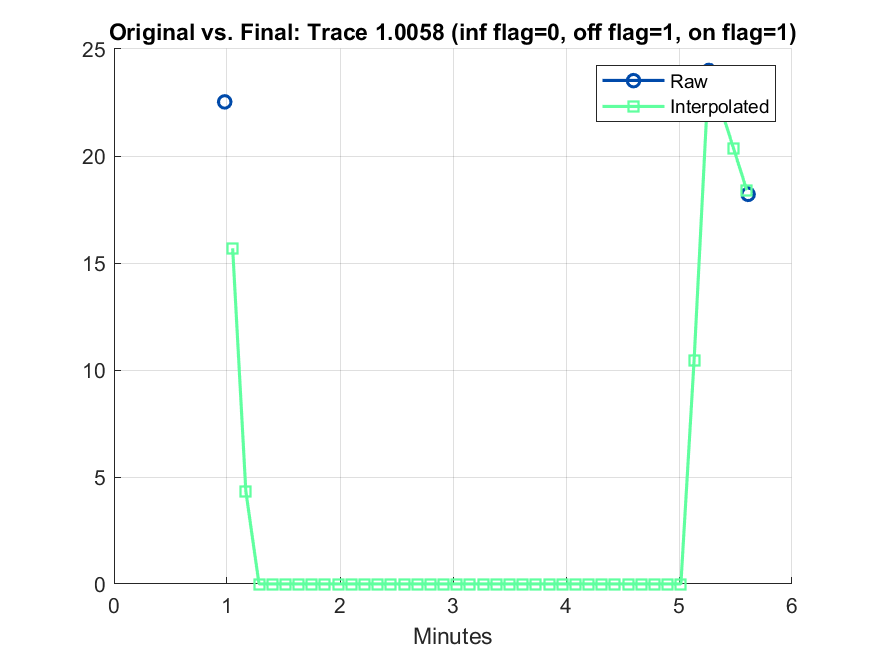 Original vs. Final: Trace 1.0058 (inf flag=0, off flag=1, on flag=1)
25
20
15
10
5
0
Raw
Interpolated
0 1 2 3 4 5 6
Minutes